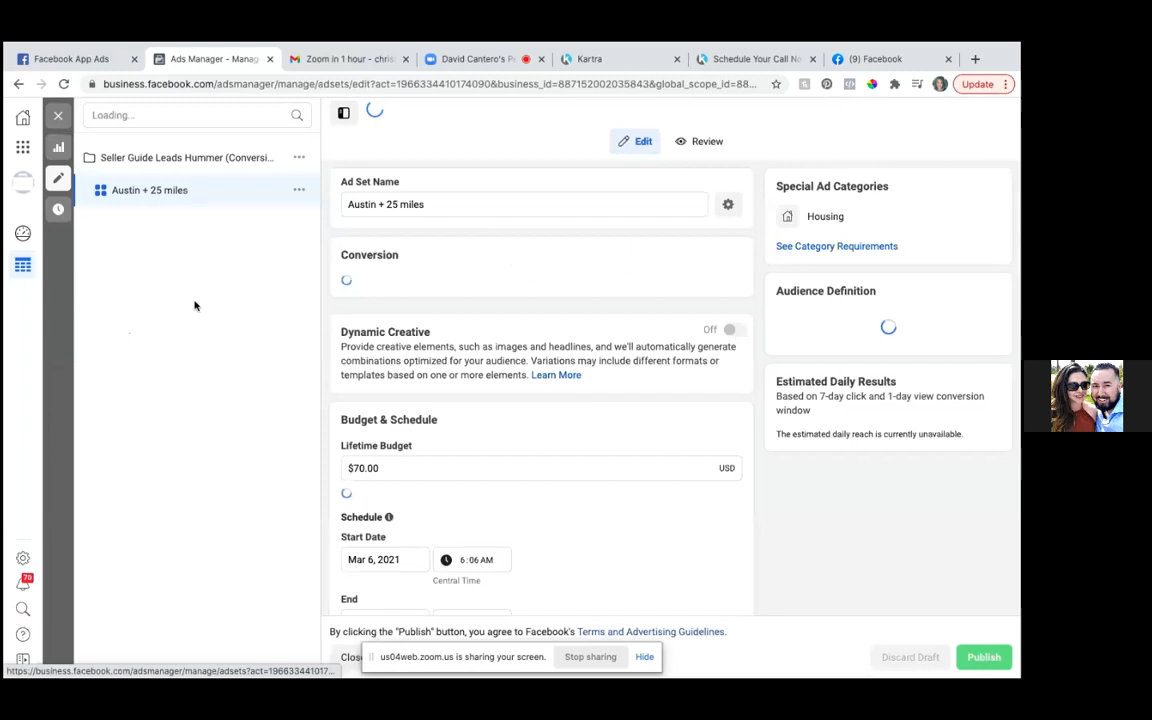 Facebook App Ads
Ads Manager - Manag
Zoom in 1 hour - chris
David Cantero's P
Kartra
Schedule Your Call No
(9) Facebook
business.facebook.com/adsmanager/manage/adsets/edit?act=1966334410174090&business_id=887152002035843&global_scope_id=88...
Update
Loading...
Edit
Review
Seller Guide Leads Hummer (Conversi...
Austin + 25 miles
Ad Set Name
Austin + 25 miles
Conversion
Dynamic Creative
Off
Provide creative elements, such as images and headlines, and we'll automatically generate
combinations optimized for your audience. Variations may include different formats or
templates based on one or more elements. Learn More
Budget & Schedule
Lifetime Budget
$70.00
USD
Schedule
Start Date
Mar 6, 2021
6:06 AM
Central Time
End
Special Ad Categories
Housing
See Category Requirements
Audience Definition
Estimated Daily Results
Based on 7-day click and 1-day view conversion
window
The estimated daily reach is currently unavailable.
70
By clicking the "Publish" button, you agree to Facebook's Terms and Advertising Guidelines.
Clos
us04web.zoom.us is sharing your screen.
Stop sharing
Hide
Discard Draft
Publish
https://business.facebook.com/adsmanager/manage/adsets?act=196633441017...